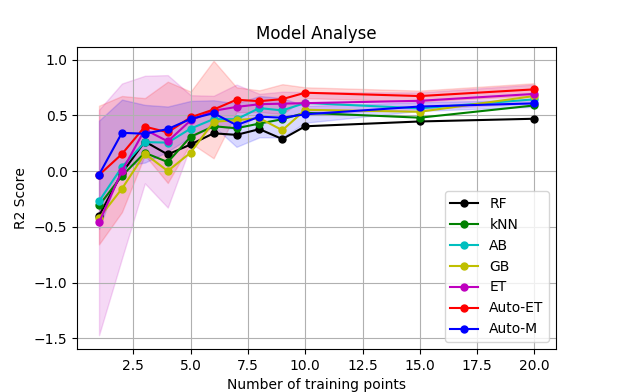 Model Analyse
1.0
0.5
0.0
−0.5
−1.0
−1.5
R2 Score
RF
kNN
AB
GB
ET
Auto-ET
Auto-M
2.5 5.0 7.5 10.0 12.5 15.0 17.5 20.0
Number of training points